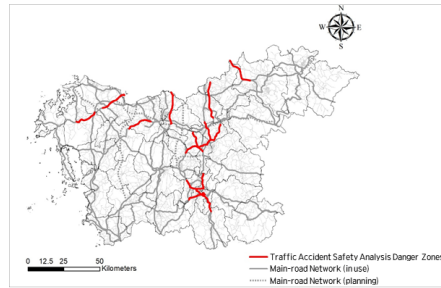 N
W E
S
Traffic Accident Safety Analysis Danger Zones
Main-road Network (in use)
Main-road Network (planning)
0 12.5 25 50
Kilometers